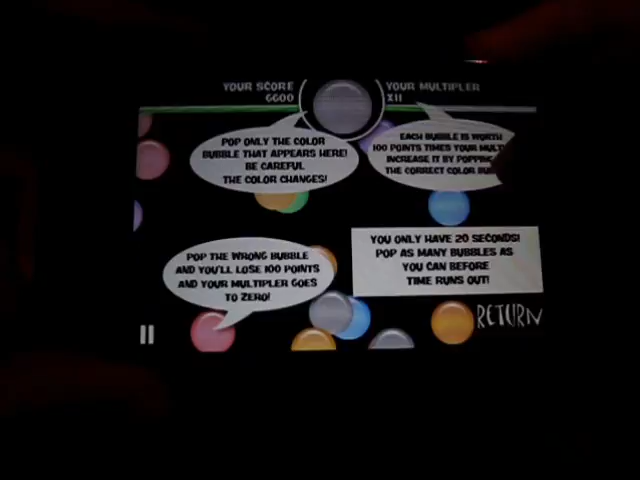 YOUR SCORE
6600
YOUR MULTIPLER
X11
POP ONLY THE COLOR
BUBBLE THAT APPEARS HERE!
BE CAREFUL
THE COLOR CHANGES!
EACH BUBBLE IS WORTH
100 POINTS TIMES YOUR
INCREASE IT BY
THE CORRECT COLOR
POP THE WRONG BUBBLE
AND YOU'LL LOSE 100 POINTS
AND YOUR MULTIPLER GOES
TO ZERO!
YOU ONLY HAVE 20 SECONDS!
POP AS MANY BUBBLES AS
YOU CAN BEFORE
TIME RUNS OUT!
RETURN